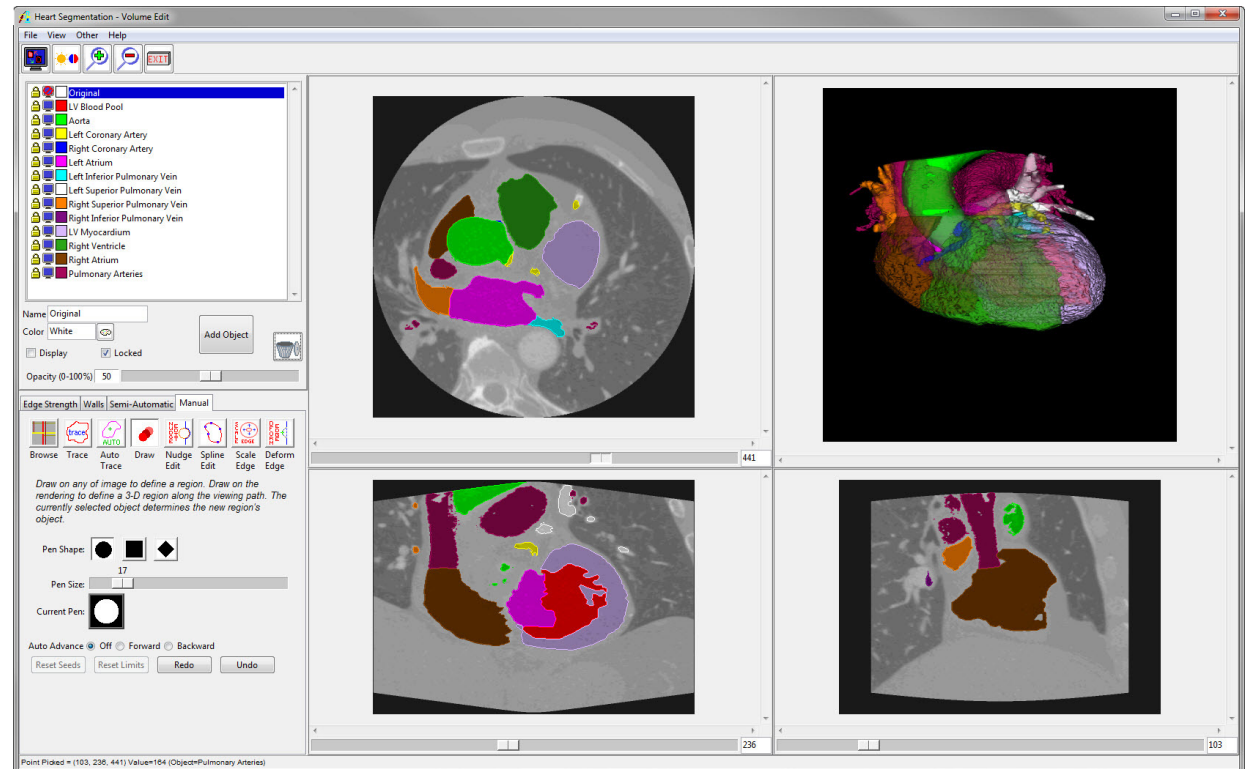 Heart Segmentation - Volume Edit
File View Other Help
EXIT
Original
LV Blood Pool
Aorta
Left Coronary Artery
Right Coronary Artery
Left Atrium
Left Inferior Pulmonary Vein
Left Superior Pulmonary Vein
Right Superior Pulmonary Vein
Right Inferior Pulmonary Vein
LV Myocardium
Right Ventricle
Right Atrium
Pulmonary Arteries
Name Original
Color White
Add Object
Display Locked
Opacity (0-100%) 50
441
Edge Strength Walls Semi-Automatic Manual
trace AUTO EDGE
Browse Trace Auto Trace Draw Nudge Edit Spline Edit Scale Edge Deform Edge
Draw on any of image to define a region. Draw on the
rendering to define a 3-D region along the viewing path. The
currently selected object determines the new region's
object.
Pen Shape:
17
Pen Size:
Current Pen:
Auto Advance Off Forward Backward
Reset Seeds Reset Limits Redo Undo
236
103
Point Picked = (103, 236, 441) Value=164 (Object=Pulmonary Arteries)